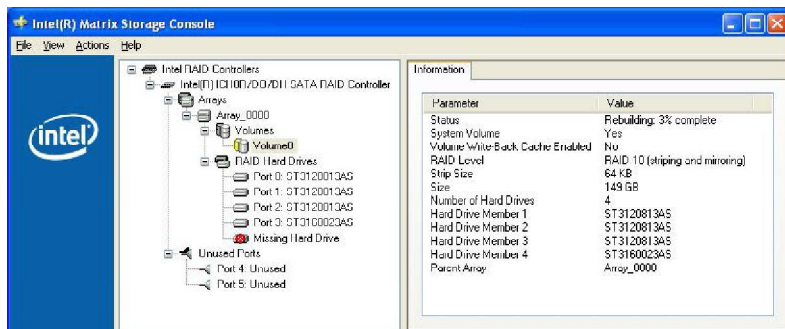 Intel(R) Matrix Storage Console
File View Actions Help
Intel RAID Controllers
Intel(R) ICH8R/DO/DH SATA RAID Controller
Arrays
Array_0000
Volumes
Volume0
RAID Hard Drives
Port 0: ST3120813AS
Port 1: ST3120813AS
Port 2: ST3120813AS
Port 3: ST3160023AS
Missing Hard Drive
Unused Ports
Port 4: Unused
Port 5: Unused
intel
Information
Parameter Value
Status Rebuilding: 3% complete
System Volume Yes
Volume Write-Back Cache Enabled No
RAID Level RAID 10 (striping and mirroring)
Strip Size 64 KB
Size 149 GB
Number of Hard Drives 4
Hard Drive Member 1 ST3120813AS
Hard Drive Member 2 ST3120813AS
Hard Drive Member 3 ST3120813AS
Hard Drive Member 4 ST3160023AS
Parent Array Array_0000